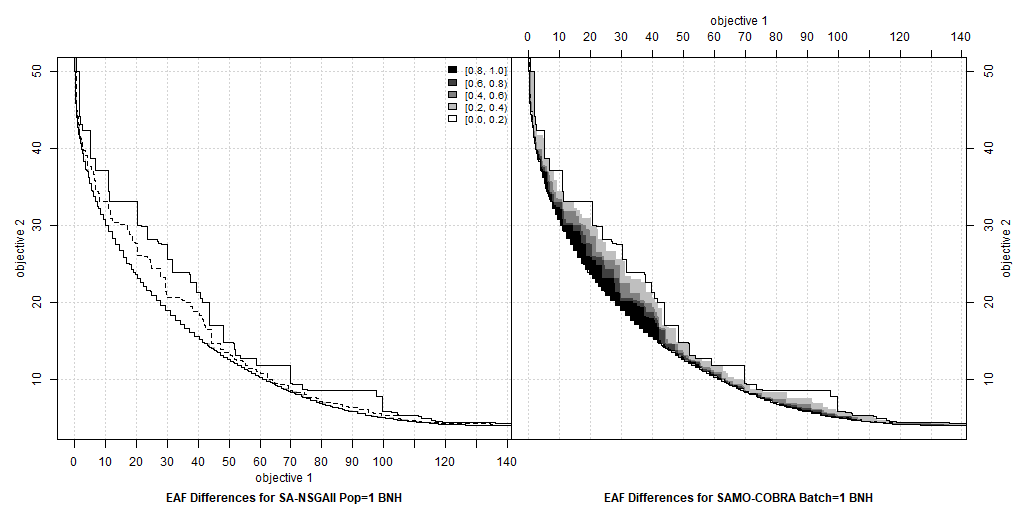 objective 1
0 10 20 30 40 50 60 70 80 100 120 140
50
40
30
20
10
objective 2
[0.8, 1.0]
[0.6, 0.8)
[0.4, 0.6)
[0.2, 0.4)
[0.0, 0.2)
50
40
30
20
10
objective 2
0 10 20 30 40 50 60 70 80 100 120 140
objective 1
EAF Differences for SA-NSGAII Pop=1 BNH
EAF Differences for SAMO-COBRA Batch=1 BNH